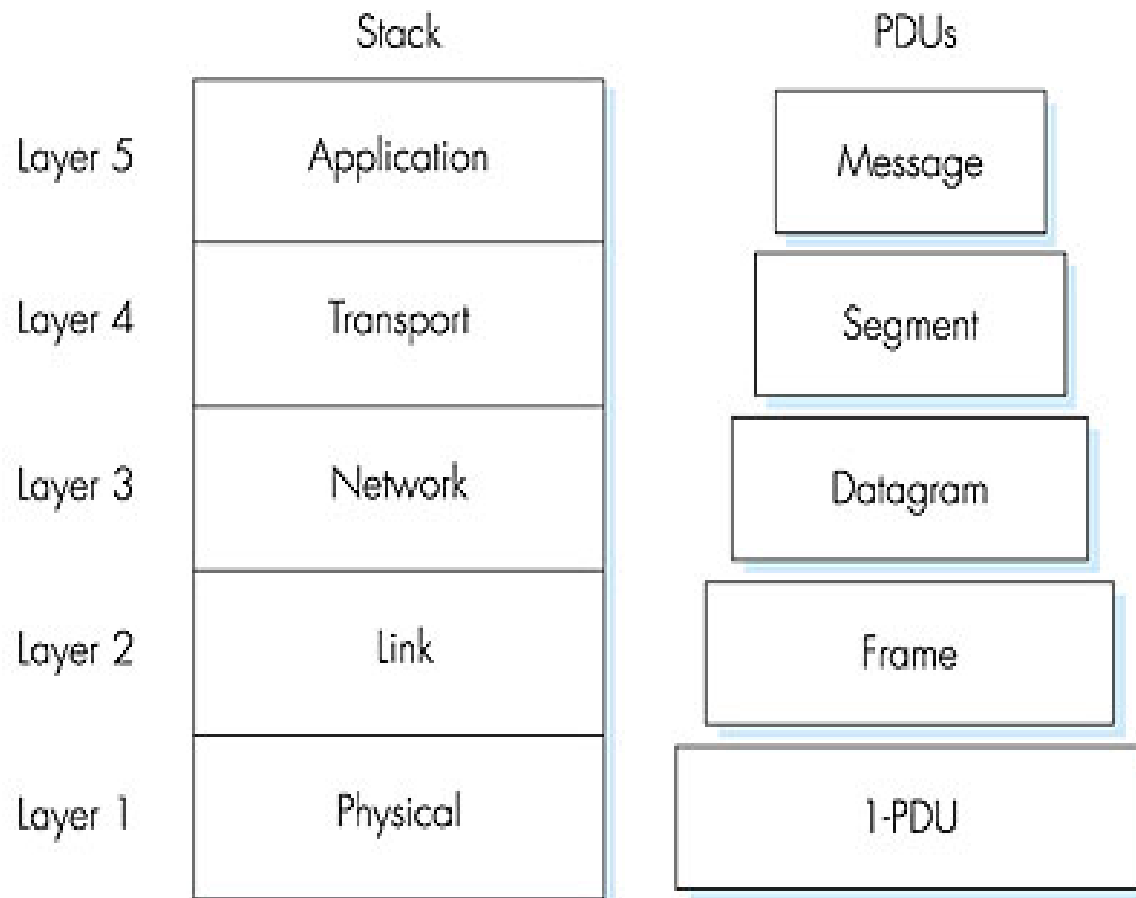 Stack PDUs
Layer 5 Application Message
Layer 4 Transport Segment
Layer 3 Network Datagram
Layer 2 Link Frame
Layer 1 Physical 1-PDU